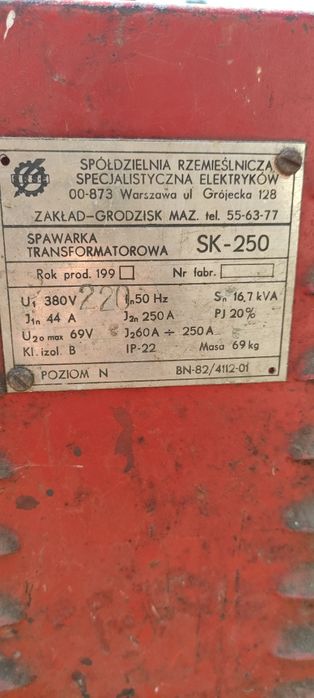 SPÓŁDZIELNIA RZEMIEŚLNICZA
SPECJALISTYCZNA ELEKTRYKÓW
00-873 Warszawa ul Grójecka 128
ZAKŁAD-GRODZISK MAZ. tel. 55-63-77
SPAWARKA TRANSFORMATOROWA SK-250
Rok prod. 199 Nr fabr.
U₁ 380V 220 fₙ 50 Hz Sₙ 16,7 kVA
J₁ₙ 44 A J₂ₙ 250 A PJ 20%
U₂₀ max 69V J₂ 60A ÷ 250A
Kl. izol. B IP-22 Masa 69 kg
POZIOM N BN-82/4112-01